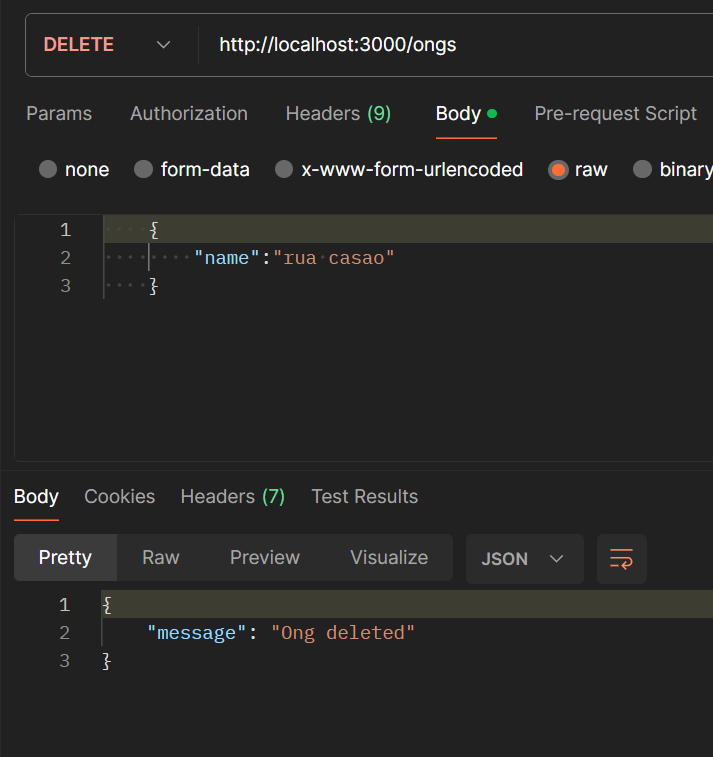 DELETE http://localhost:3000/ongs
Params Authorization Headers (9) Body Pre-request Script
none form-data x-www-form-urlencoded raw binary
1 {
2 "name":"rua casao"
3 }
Body Cookies Headers (7) Test Results
Pretty Raw Preview Visualize JSON
1 {
2 "message": "Ong deleted"
3 }